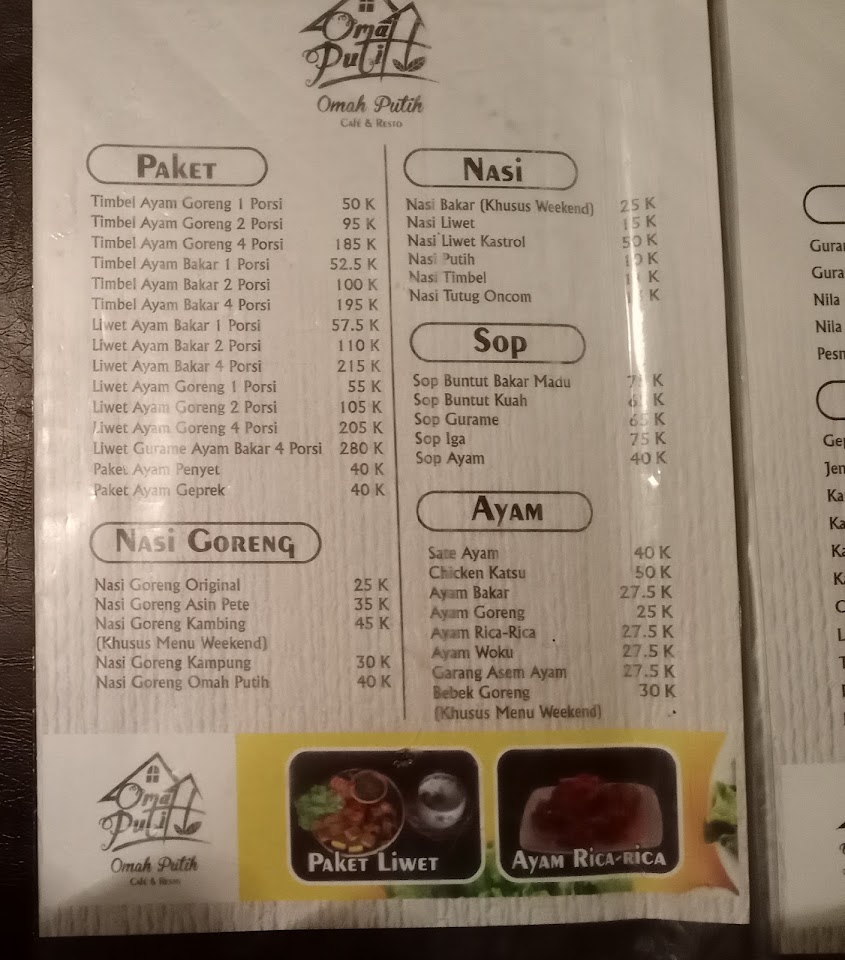 Omah Putih
Omah Putih
Café & Resto
Paket
Timbel Ayam Goreng 1 Porsi 50 K
Timbel Ayam Goreng 2 Porsi 95 K
Timbel Ayam Goreng 4 Porsi 185 K
Timbel Ayam Bakar 1 Porsi 52.5 K
Timbel Ayam Bakar 2 Porsi 100 K
Timbel Ayam Bakar 4 Porsi 195 K
Liwet Ayam Bakar 1 Porsi 57.5 K
Liwet Ayam Bakar 2 Porsi 110 K
Liwet Ayam Bakar 4 Porsi 215 K
Liwet Ayam Goreng 1 Porsi 55 K
Liwet Ayam Goreng 2 Porsi 105 K
Liwet Ayam Goreng 4 Porsi 205 K
Liwet Gurame Ayam Bakar 4 Porsi 280 K
Paket Ayam Penyet 40 K
Paket Ayam Geprek 40 K
Nasi Goreng
Nasi Goreng Original 25 K
Nasi Goreng Asin Pete 35 K
Nasi Goreng Kambing 45 K
(Khusus Menu Weekend)
Nasi Goreng Kampung 30 K
Nasi Goreng Omah Putih 40 K
Nasi
Nasi Bakar (Khusus Weekend) 25 K
Nasi Liwet 15 K
Nasi Liwet Kastrol 50 K
Nasi Putih 10 K
Nasi Timbel K
Nasi Tutug Oncom K
Sop
Sop Buntut Bakar Madu K
Sop Buntut Kuah K
Sop Gurame 65 K
Sop Iga 75 K
Sop Ayam 40 K
Ayam
Sate Ayam 40 K
Chicken Katsu 50 K
Ayam Bakar 27.5 K
Ayam Goreng 25 K
Ayam Rica-Rica 27.5 K
Ayam Woku 27.5 K
Garang Asem Ayam 27.5 K
Bebek Goreng 30 K
(Khusus Menu Weekend)
Omah Putih
Café & Resto
Paket Liwet
Ayam Rica-rica
Nila
Nila